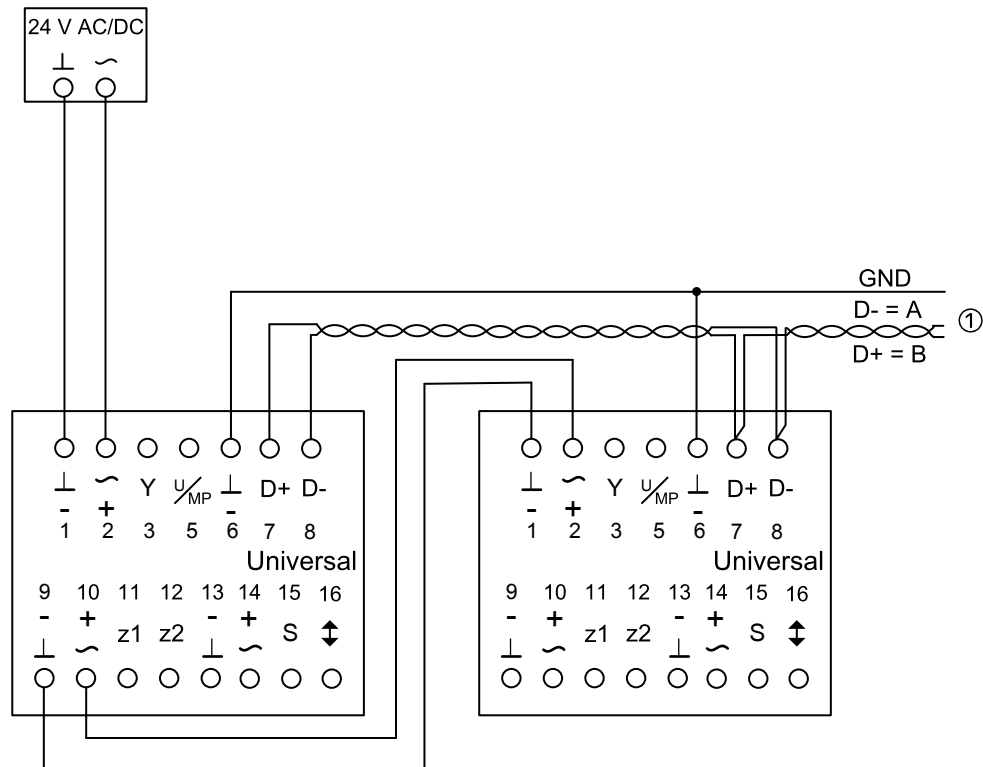 24 V AC/DC
⊥ ~
GND
D- = A
①
D+ = B
⊥ ~ Y U/MP ⊥ D+ D-
- + -
1 2 3 5 6 7 8
Universal
9 10 11 12 13 14 15 16
- + z1 z2 - + S ↕
⊥ ~ ⊥ ~
⊥ ~ Y U/MP ⊥ D+ D-
- + -
1 2 3 5 6 7 8
Universal
9 10 11 12 13 14 15 16
- + z1 z2 - + S ↕
⊥ ~ ⊥ ~